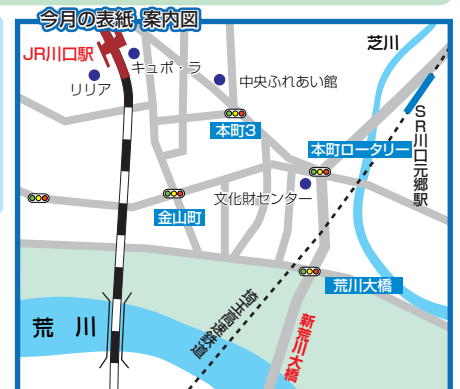 今月の表紙 案内図
JR川口駅
キュポ・ラ
リリア
中央ふれあい館
芝川
本町3
本町ロータリー
SR川口元郷駅
文化財センター
金山町
荒川大橋
荒 川
埼玉高速鉄道
新荒川大橋